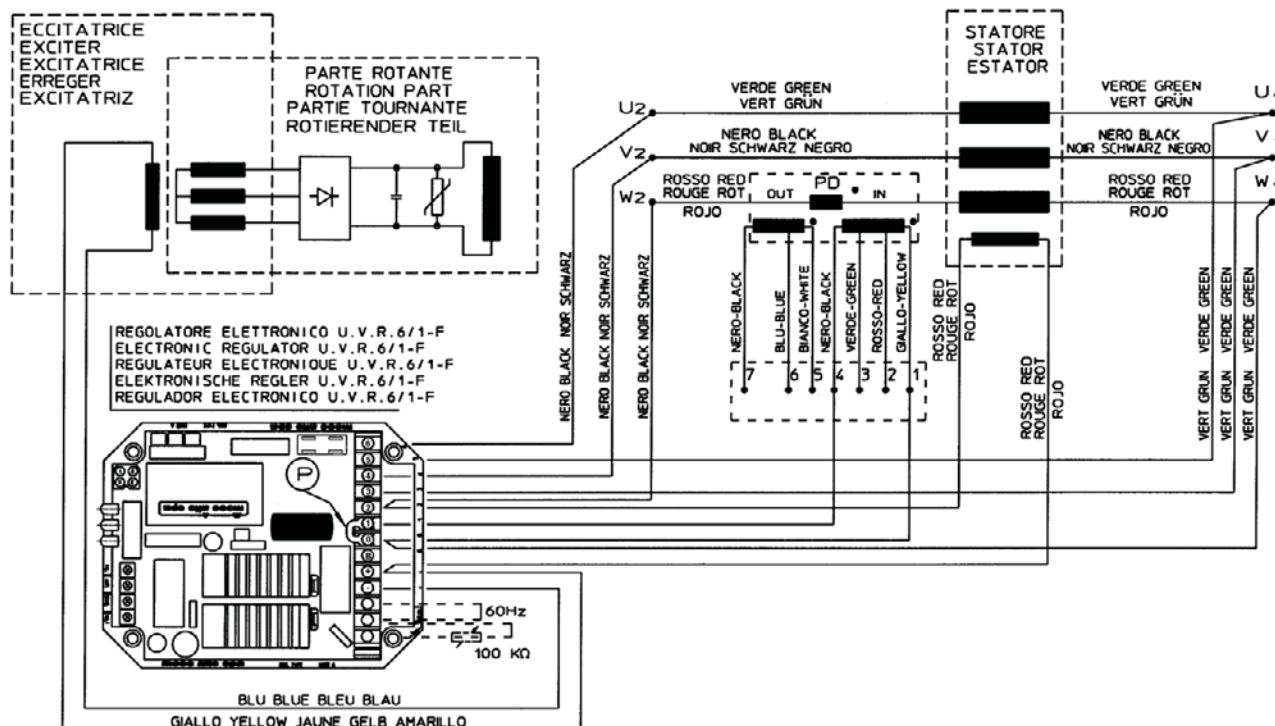 ECCITATRICE
EXCITER
EXCITATRICE
ERREGER
EXCITATRIZ
PARTE ROTANTE
ROTATION PART
PARTIE TOURNANTE
ROTIERENDER TEIL
STATORE
STATOR
ESTATOR
U2
VERDE GREEN
VERT GRÜN
VERDE GREEN
VERT GRÜN
U
V2
NERO BLACK
NOIR SCHWARZ NEGRO
NERO BLACK
NOIR SCHWARZ NEGRO
V
W2
ROSSO RED
ROUGE ROT
ROJO
OUT
PD
IN
ROSSO RED
ROUGE ROT
ROJO
W
NERO BLACK NOIR SCHWARZ
NERO BLACK NOIR SCHWARZ
NERO BLACK NOIR SCHWARZ
NERO-BLACK
BLU-BLUE
BIANCO-WHITE
NERO-BLACK
VERDE-GREEN
ROSSO-RED
GIALLO-YELLOW
7 6 5 4 3 2 1
ROSSO RED
ROUGE ROT
ROJO
ROSSO RED
ROUGE ROT
ROJO
VERT GRUN VERDE GREEN
VERT GRUN VERDE GREEN
VERT GRUN VERDE GREEN
REGOLATORE ELETTRONICO U.V.R.6/1-F
ELECTRONIC REGULATOR U.V.R.6/1-F
REGULATEUR ELECTRONIQUE U.V.R.6/1-F
ELEKTRONISCHE REGLER U.V.R.6/1-F
REGULADOR ELECTRONICO U.V.R.6/1-F
P
60Hz
100 KΩ
BLU BLUE BLEU BLAU
GIALLO YELLOW JAUNE GELB AMARILLO